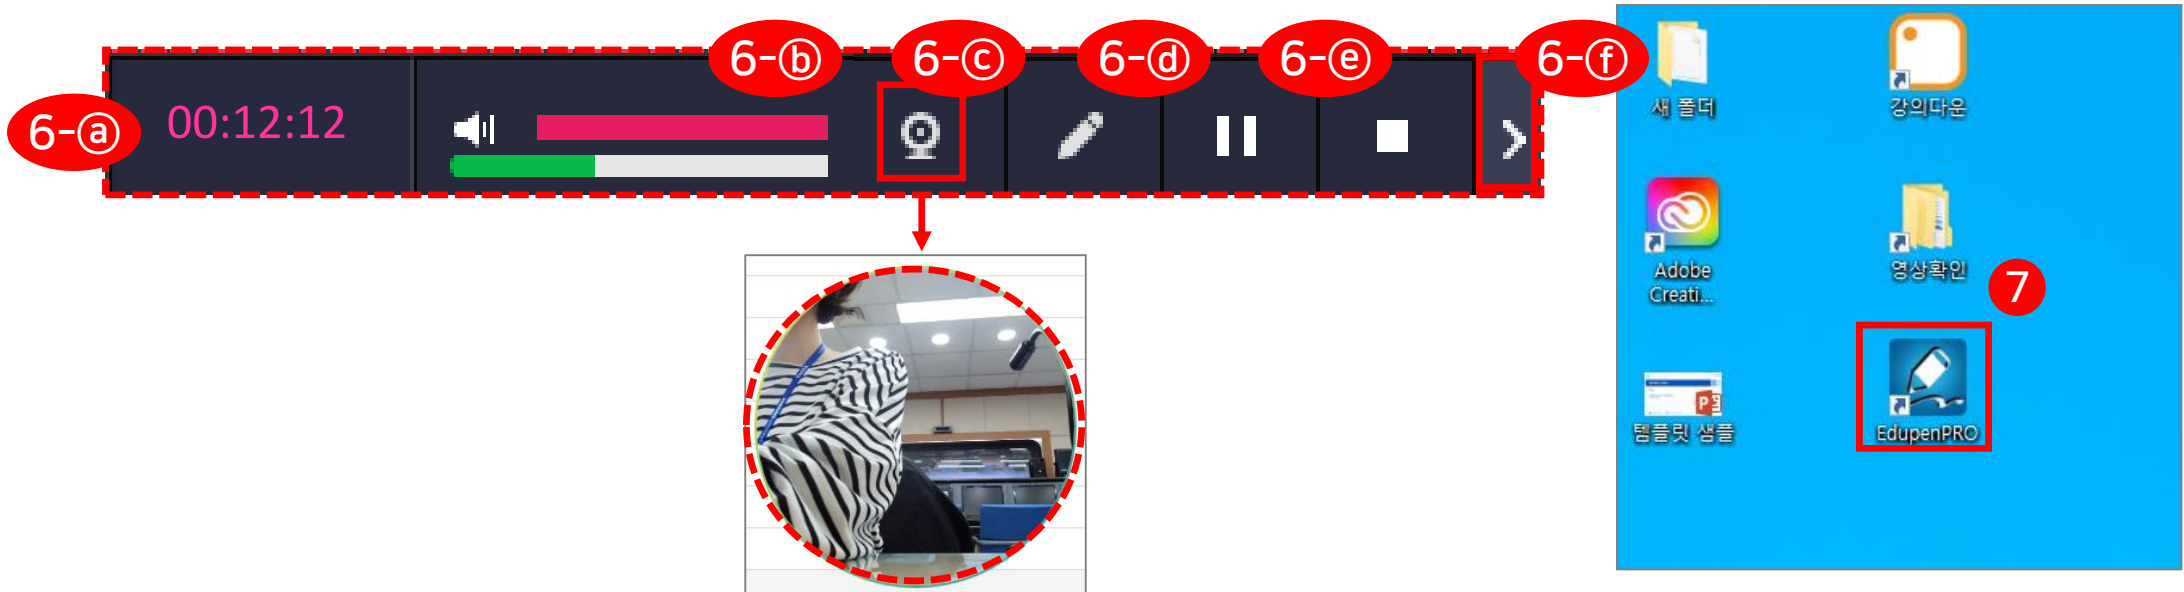 6-ⓐ
00:12:12
6-ⓑ
6-ⓒ
6-ⓓ
6-ⓔ
6-ⓕ
새 폴더
강의다운
Adobe
Creati...
영상확인
7
템플릿 샘플
P
EdupenPRO